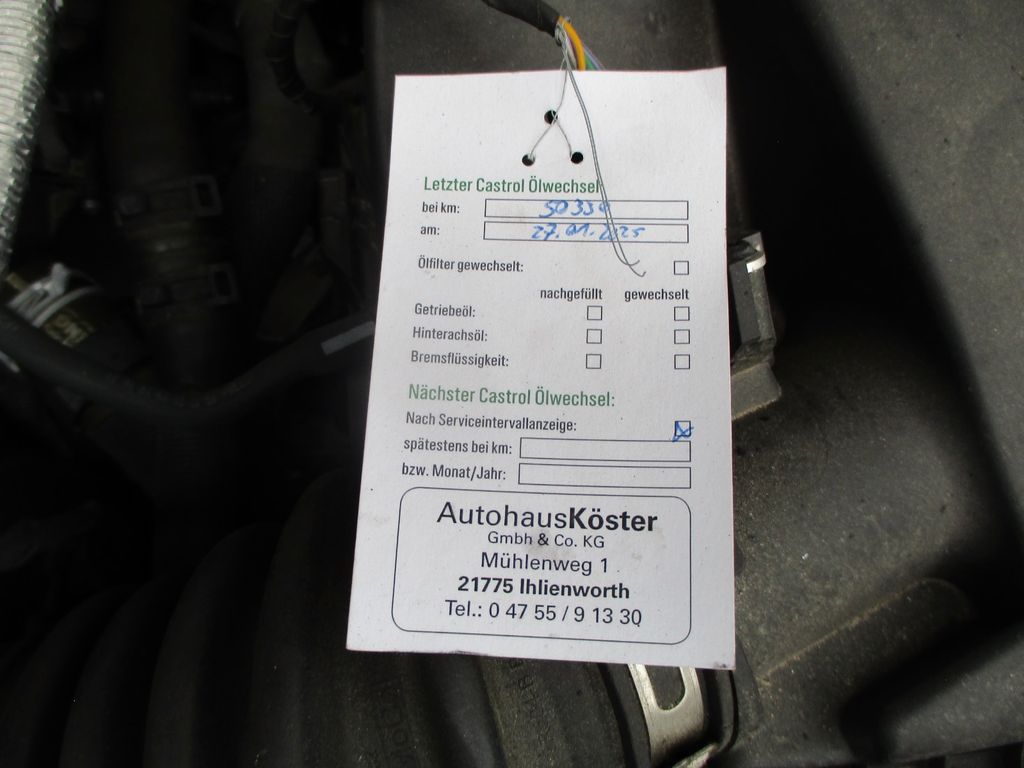 Letzter Castrol Ölwechsel
bei km: 50334
am: 27.01.2025
Ölfilter gewechselt:
nachgefüllt gewechselt
Getriebeöl:
Hinterachsöl:
Bremsflüssigkeit:
Nächster Castrol Ölwechsel:
Nach Serviceintervallanzeige:
spätestens bei km:
bzw. Monat/Jahr:
AutohausKöster
Gmbh & Co. KG
Mühlenweg 1
21775 Ihlienworth
Tel.: 0 47 55 / 9 13 30